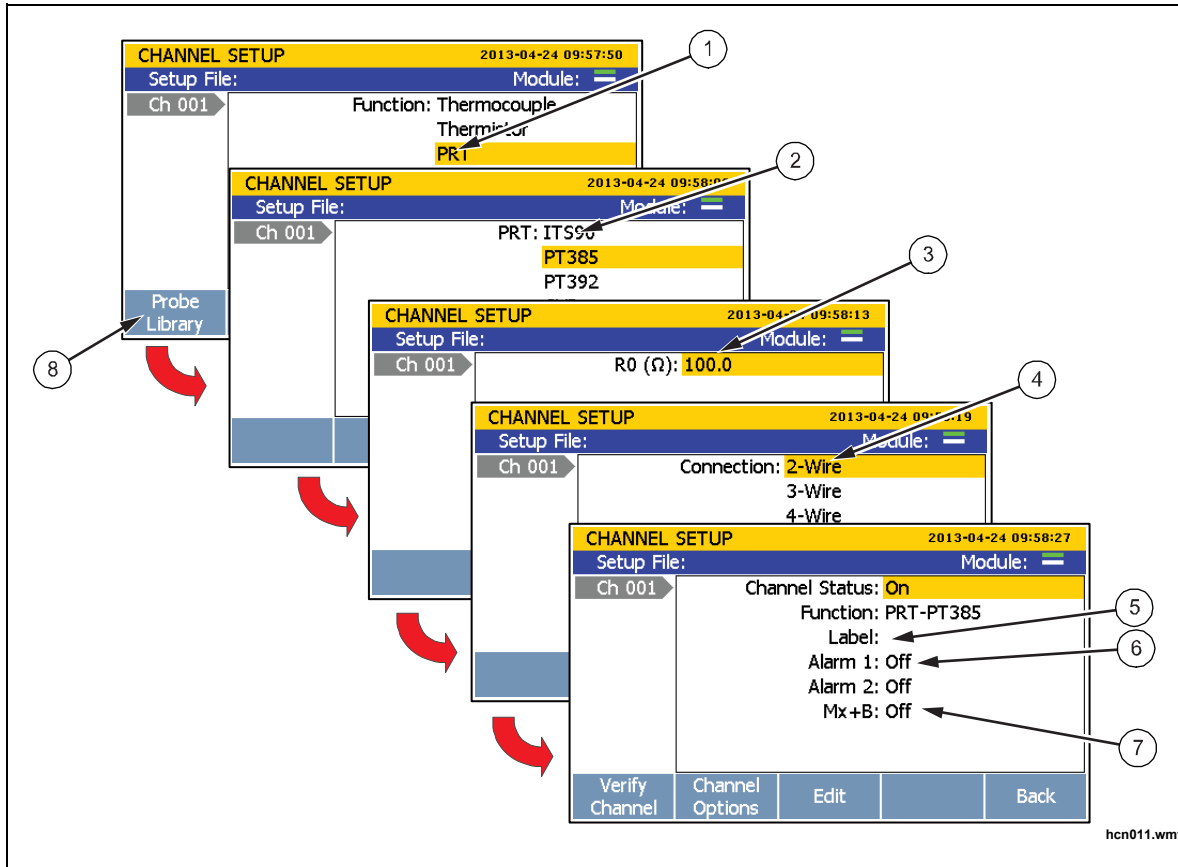 CHANNEL SETUP 2013-04-24 09:57:50
Setup File: Module:
Ch 001 Function: Thermocouple
Thermistor
PRT
Probe
Library
CHANNEL SETUP 2013-04-24
Setup File: Module:
Ch 001 PRT: ITS90
PT385
PT392
CHANNEL SETUP 09:58:13
Setup File: Module:
Ch 001 R0 (Ω): 100.0
CHANNEL SETUP 2013-04-24
Setup File: Module:
Ch 001 Connection: 2-Wire
3-Wire
4-Wire
CHANNEL SETUP 2013-04-24 09:58:27
Setup File: Module:
Ch 001 Channel Status: On
Function: PRT-PT385
Label:
Alarm 1: Off
Alarm 2: Off
Mx+B: Off
Verify
Channel
Channel
Options
Edit
Back
1
2
3
4
5
6
7
8
hcn011.wmf